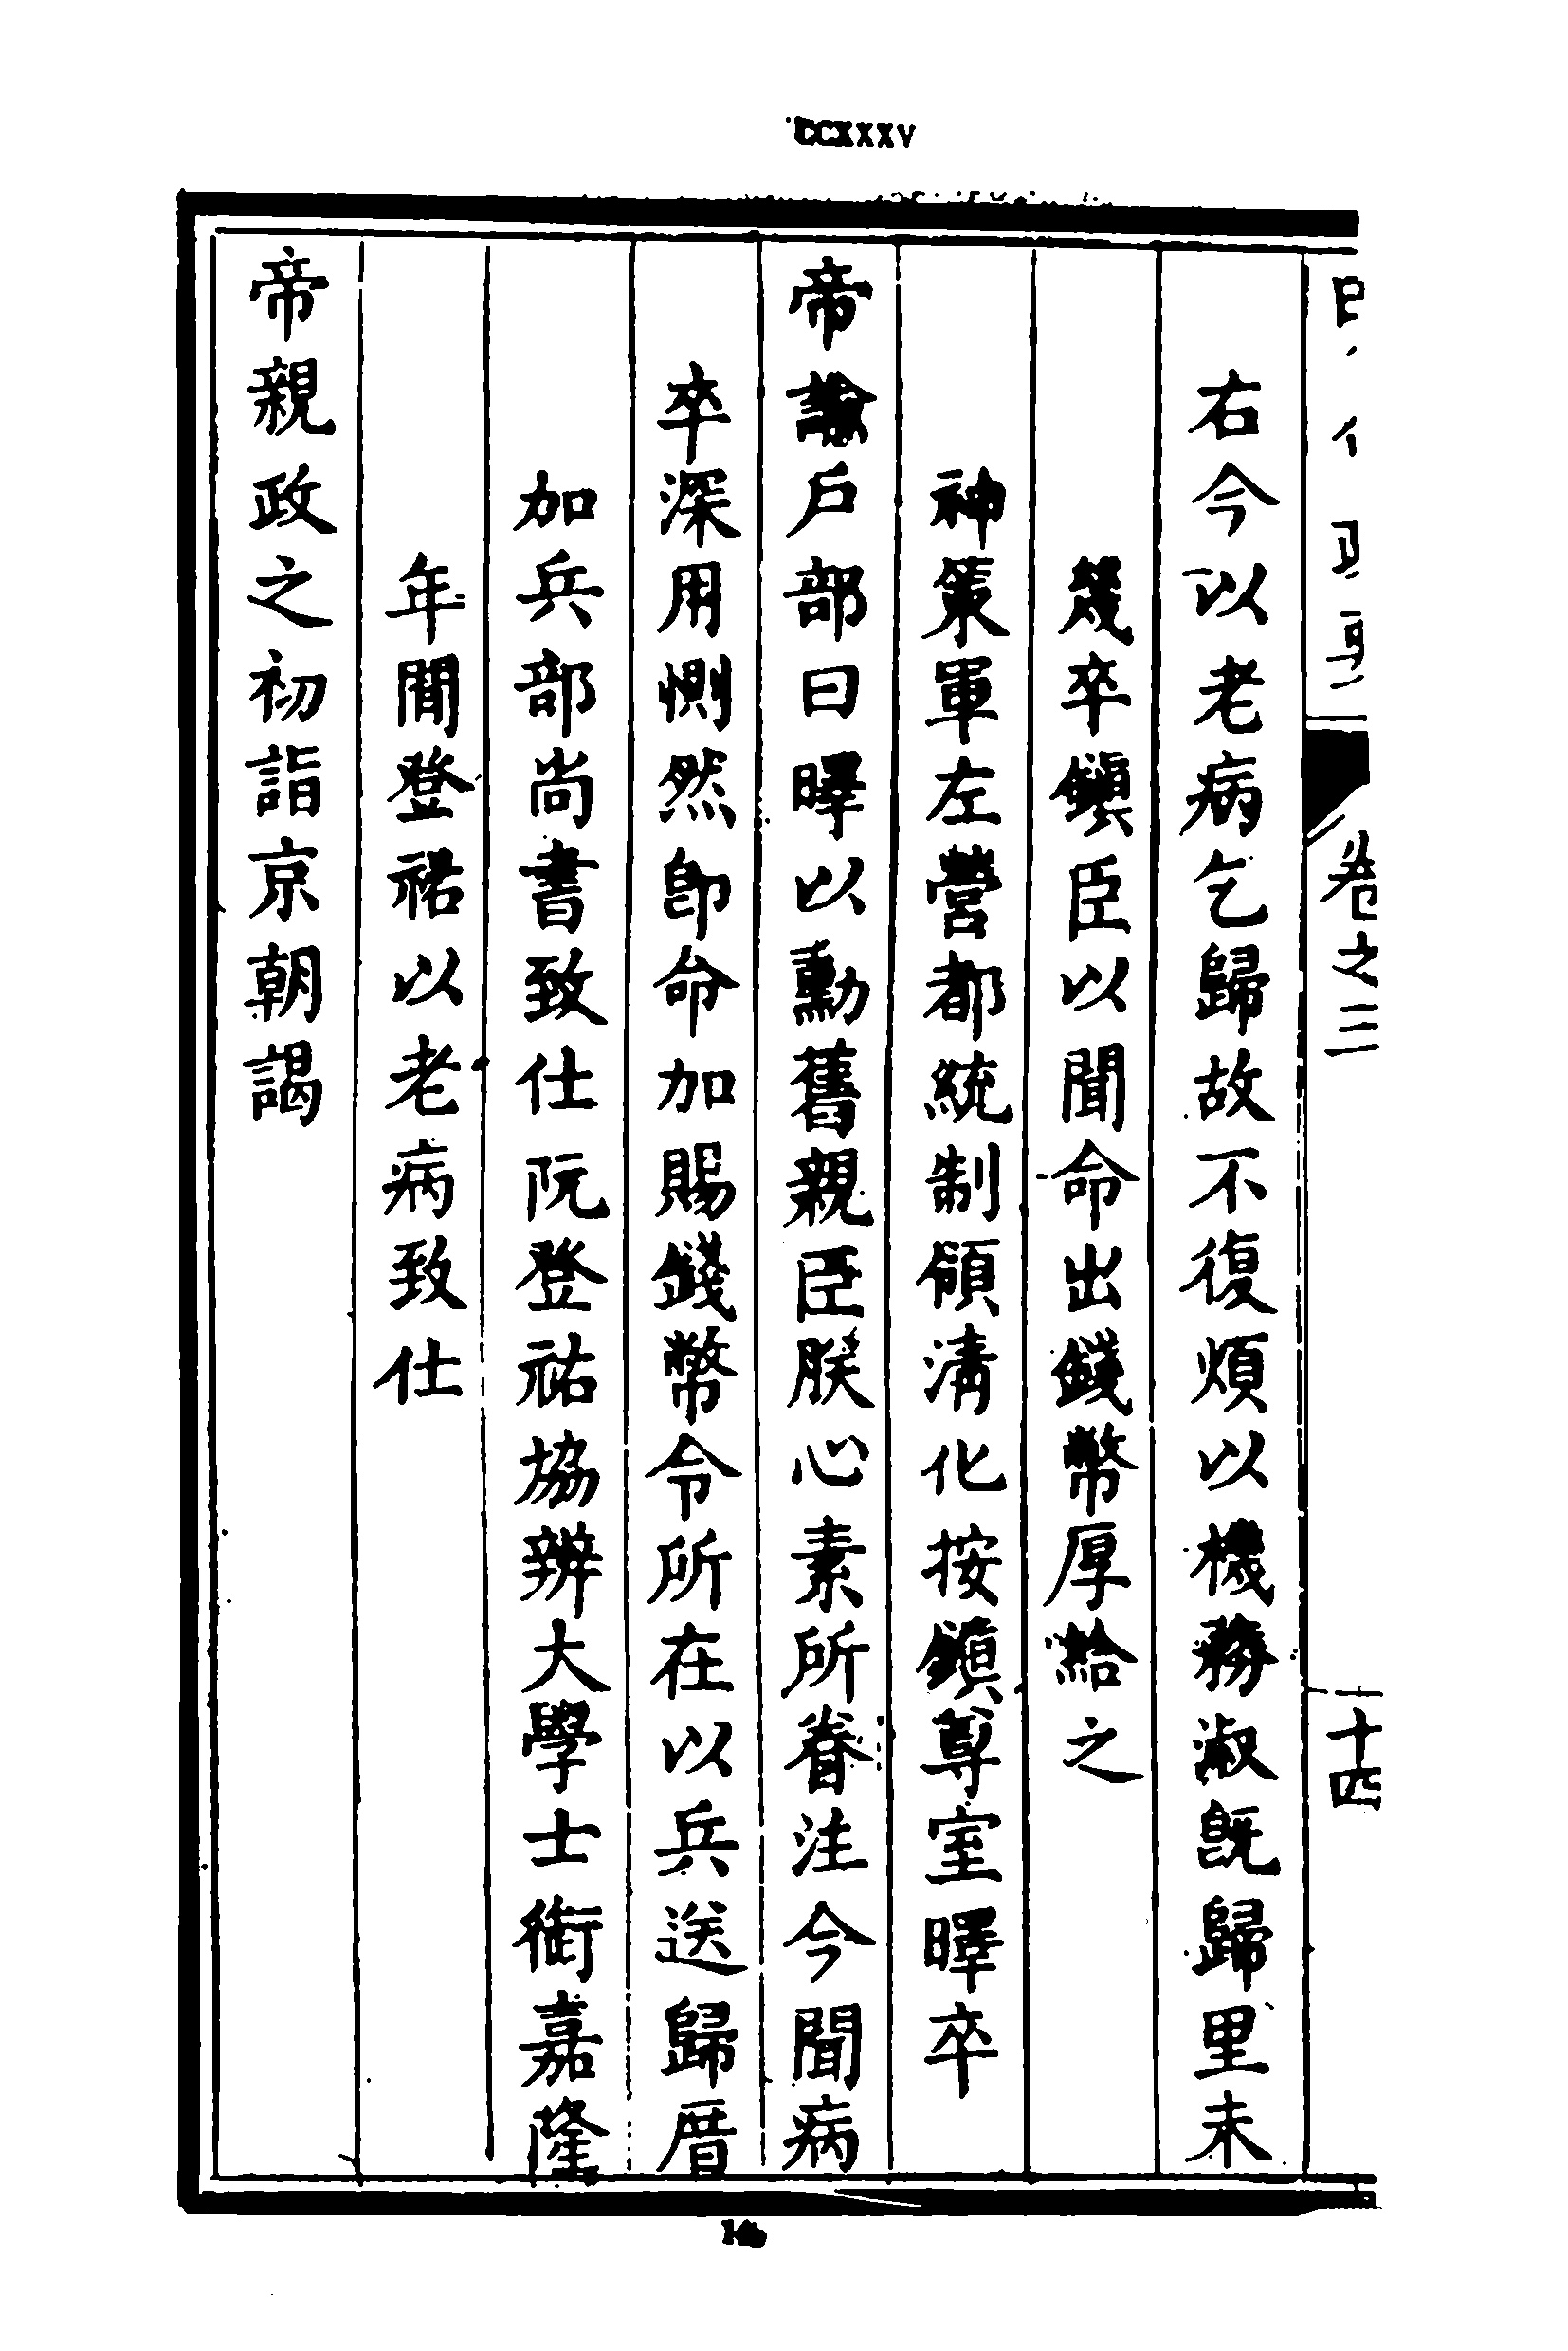 CCXXXV
卷之三
十四
右今以老病乞歸故不復煩以機務淑旣歸里未
幾卒鎭臣以聞命出錢幣厚給之
神策軍左營都統制領淸化按鎭尊室曎卒
帝諭戶部曰曎以勳舊親臣朕心素所眷注今聞病
卒深用惻然卽命加賜錢幣令所在以兵送歸厝
加兵部尙書致仕阮登祐協辦大學士銜嘉隆
年間登祐以老病致仕
帝親政之初詣京朝謁